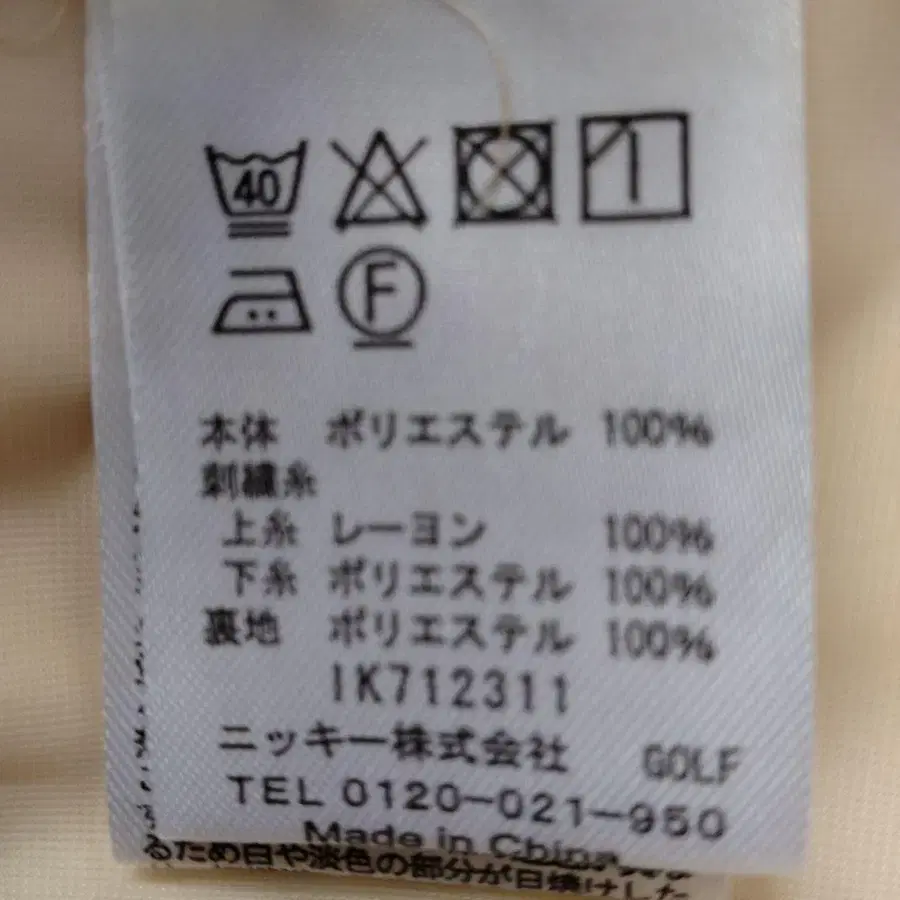 40
F
本体 ポリエステル 100%
刺繍糸
上糸 レーヨン 100%
下糸 ポリエステル 100%
裏地 ポリエステル 100%
IK712311
ニッキー株式会社 GOLF
TEL 0120-021-950
Made in China
るため白や淡色の部分が日焼けした